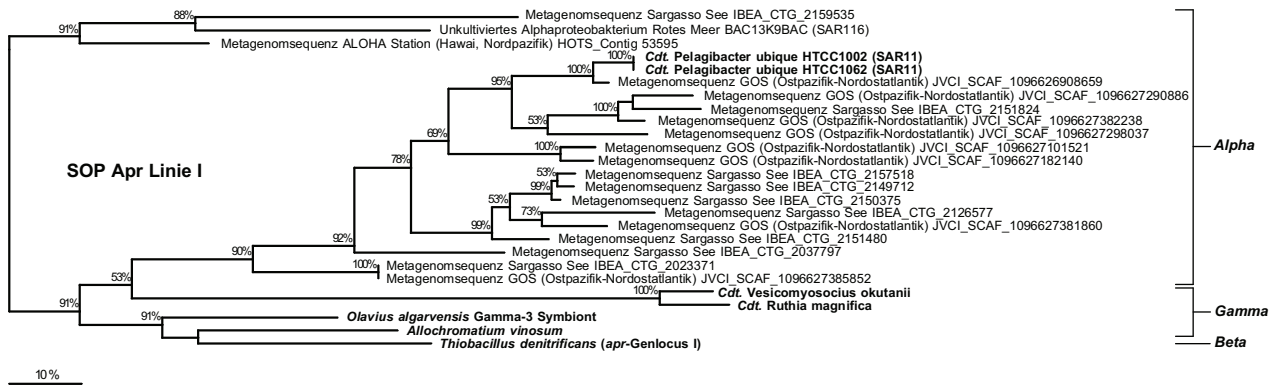 88%
Metagenomsequenz Sargasso See IBEA_CTG_2159535
91%
Unkultiviertes Alphaproteobakterium Rotes Meer BAC13K9BAC (SAR116)
Metagenomsequenz ALOHA Station (Hawai, Nordpazifik) HOTS_Contig 53595
100%
Cdt. Pelagibacter ubique HTCC1002 (SAR11)
100%
Cdt. Pelagibacter ubique HTCC1062 (SAR11)
95%
Metagenomsequenz GOS (Ostpazifik-Nordostatlantik) JVCI_SCAF_1096626908659
Metagenomsequenz GOS (Ostpazifik-Nordostatlantik) JVCI_SCAF_1096627290886
100%
Metagenomsequenz Sargasso See IBEA_CTG_2151824
53%
Metagenomsequenz GOS (Ostpazifik-Nordostatlantik) JVCI_SCAF_1096627382238
69%
Metagenomsequenz GOS (Ostpazifik-Nordostatlantik) JVCI_SCAF_1096627298037
100%
Metagenomsequenz GOS (Ostpazifik-Nordostatlantik) JVCI_SCAF_1096627101521
Alpha
78%
Metagenomsequenz GOS (Ostpazifik-Nordostatlantik) JVCI_SCAF_1096627182140
SOP Apr Linie I
53%
Metagenomsequenz Sargasso See IBEA_CTG_2157518
99%
Metagenomsequenz Sargasso See IBEA_CTG_2149712
53%
Metagenomsequenz Sargasso See IBEA_CTG_2150375
73%
Metagenomsequenz Sargasso See IBEA_CTG_2126577
99%
Metagenomsequenz GOS (Ostpazifik-Nordostatlantik) JVCI_SCAF_1096627381860
92%
Metagenomsequenz Sargasso See IBEA_CTG_2151480
90%
Metagenomsequenz Sargasso See IBEA_CTG_2037797
100%
Metagenomsequenz Sargasso See IBEA_CTG_2023371
53%
Metagenomsequenz GOS (Ostpazifik-Nordostatlantik) JVCI_SCAF_1096627385852
100%
Cdt. Vesicomyosocius okutanii
91%
Cdt. Ruthia magnifica
Gamma
91%
Olavius algarvensis Gamma-3 Symbiont
Allochromatium vinosum
Thiobacillus denitrificans (apr-Genlocus I)
Beta
10%